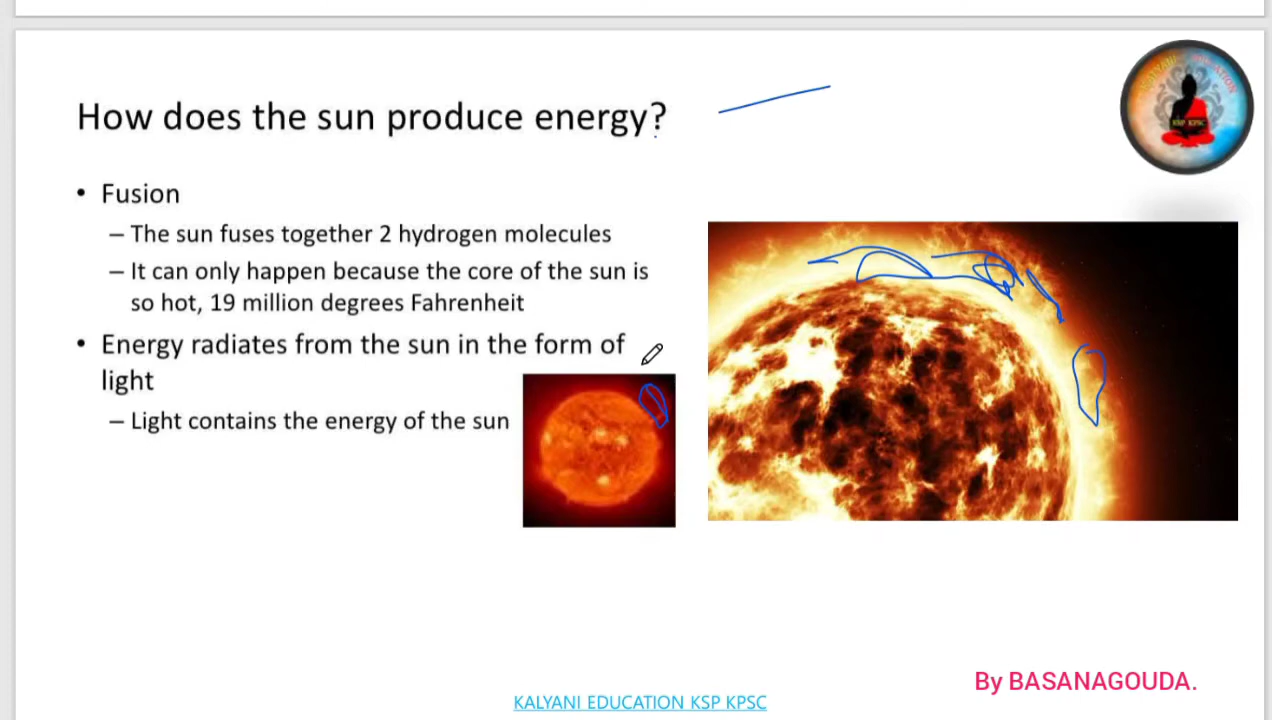 How does the sun produce energy?
• Fusion
– The sun fuses together 2 hydrogen molecules
– It can only happen because the core of the sun is
so hot, 19 million degrees Fahrenheit
• Energy radiates from the sun in the form of
light
– Light contains the energy of the sun
KSP KPSC
By BASANAGOUDA.
KALYANI EDUCATION KSP KPSC